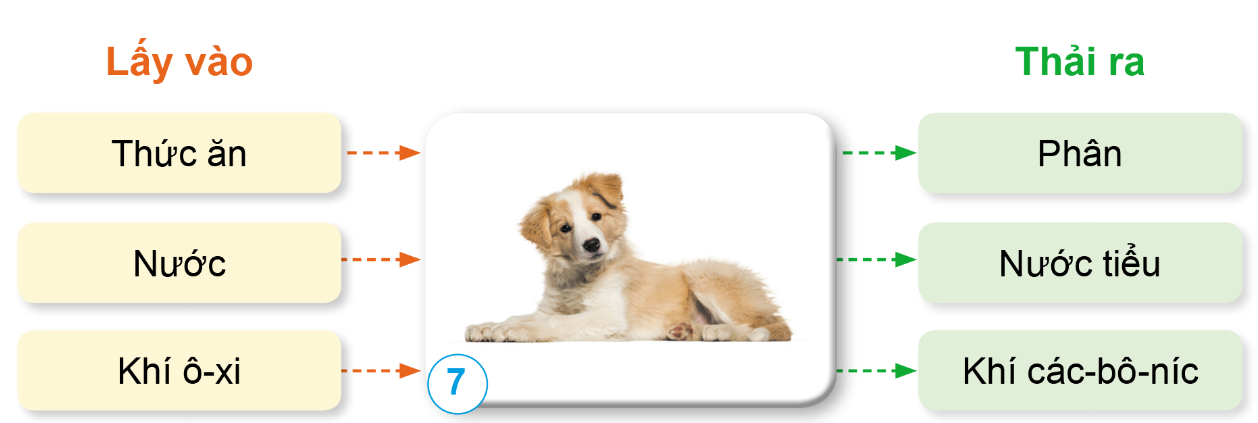 Lấy vào
Thải ra
Thức ăn
Phân
Nước
Nước tiểu
Khí ô-xi
Khí các-bô-níc
7